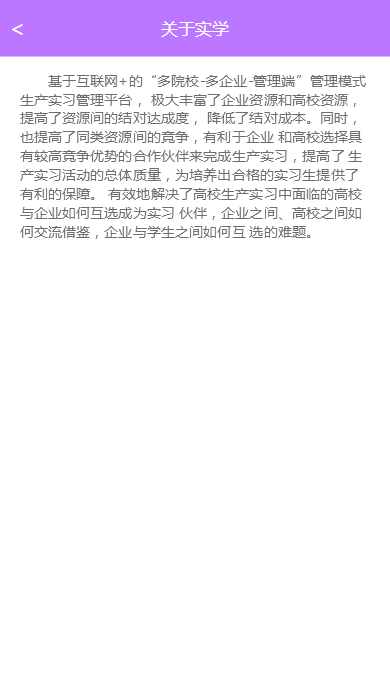 < 关于实学
基于互联网+的“多院校-多企业-管理端”管理模式
生产实习管理平台， 极大丰富了企业资源和高校资源，
提高了资源间的结对达成度， 降低了结对成本。同时，
也提高了同类资源间的竞争，有利于企业 和高校选择具
有较高竞争优势的合作伙伴来完成生产实习，提高了 生
产实习活动的总体质量，为培养出合格的实习生提供了
有利的保障。 有效地解决了高校生产实习中面临的高校
与企业如何互选成为实习 伙伴，企业之间、高校之间如
何交流借鉴，企业与学生之间如何互 选的难题。